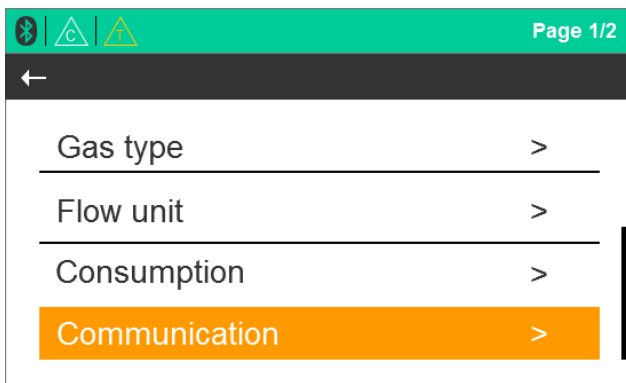 C T Page 1/2
Gas type >
Flow unit >
Consumption >
Communication >